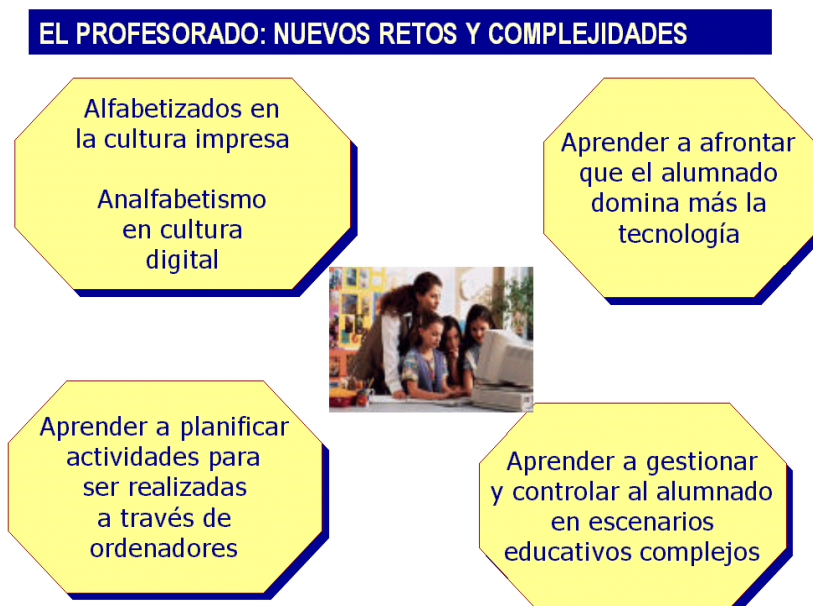 EL PROFESORADO: NUEVOS RETOS Y COMPLEJIDADES
Alfabetizados en
la cultura impresa
Analfabetismo
en cultura
digital
Aprender a afrontar
que el alumnado
domina más la
tecnología
Aprender a planificar
actividades para
ser realizadas
a través de
ordenadores
Aprender a gestionar
y controlar al alumnado
en escenarios
educativos complejos